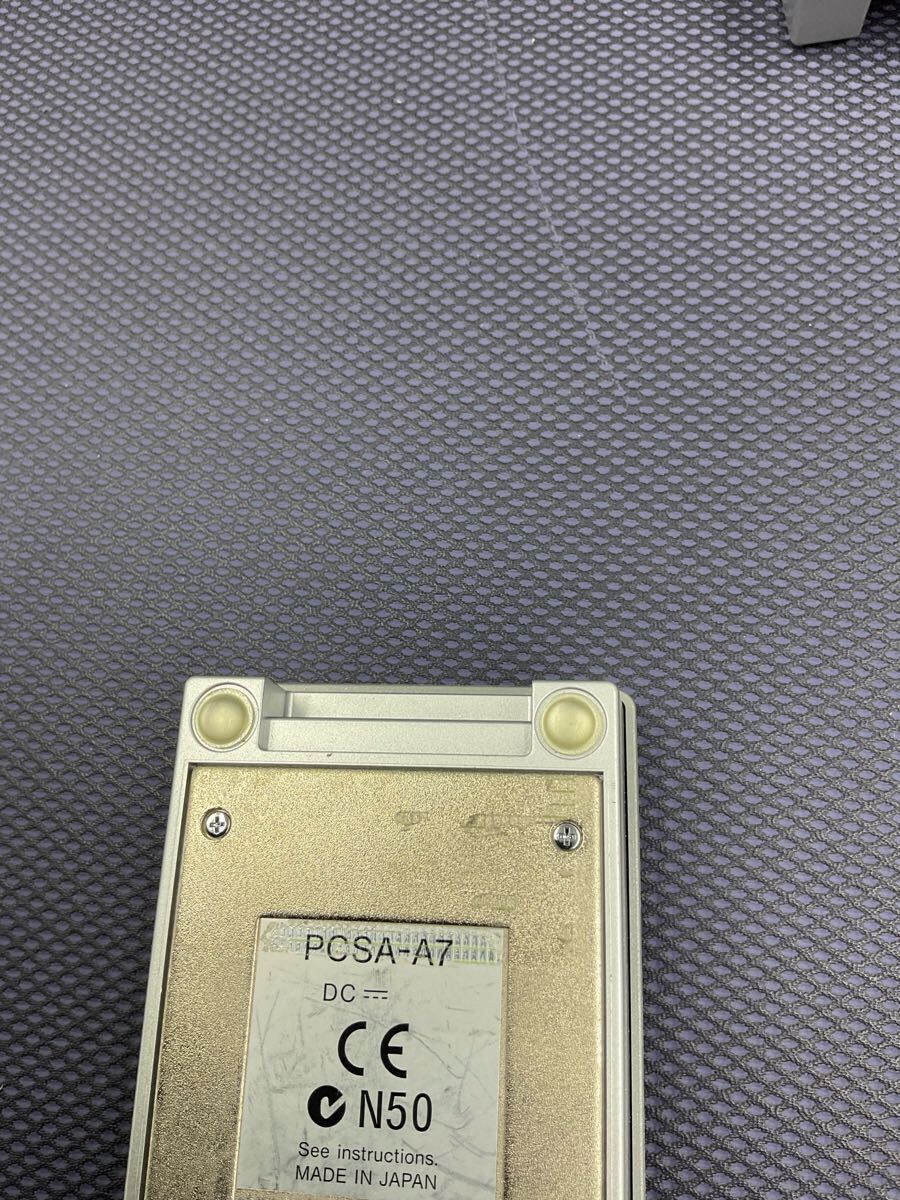 PCSA-A7
DC
CE
N50
See instructions.
MADE IN JAPAN